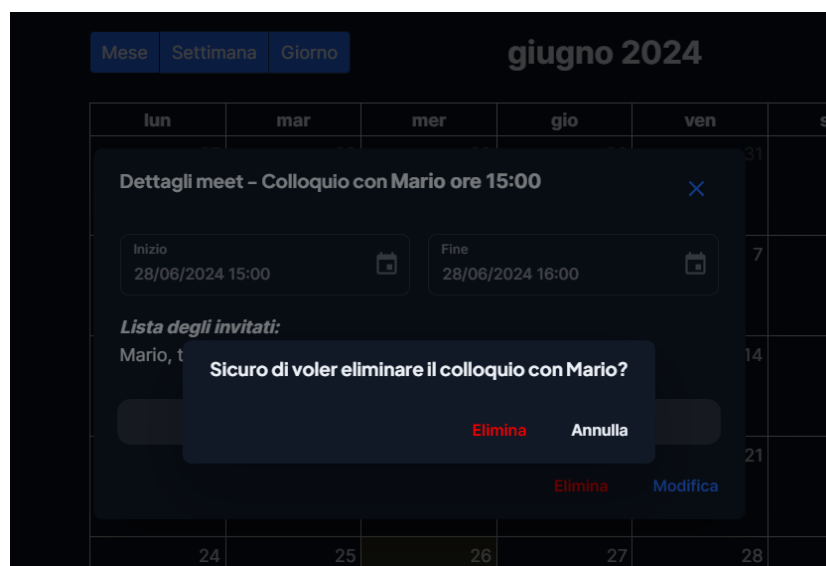 Mese Settimana Giorno
giugno 2024
lun mar mer gio ven
31
Dettagli meet – Colloquio con Mario ore 15:00
Inizio
28/06/2024 15:00
Fine
28/06/2024 16:00
7
Lista degli invitati:
Mario, t
14
Sicuro di voler eliminare il colloquio con Mario?
Elimina Annulla
21
Elimina Modifica
24 25 26 27 28